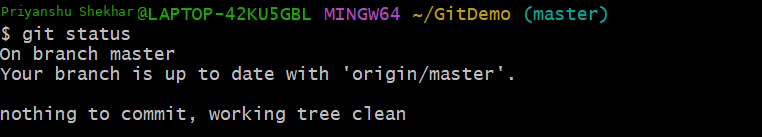 Priyanshu Shekhar@LAPTOP-42KU5GBL MINGW64 ~/GitDemo (master)
$ git status
On branch master
Your branch is up to date with 'origin/master'.
nothing to commit, working tree clean